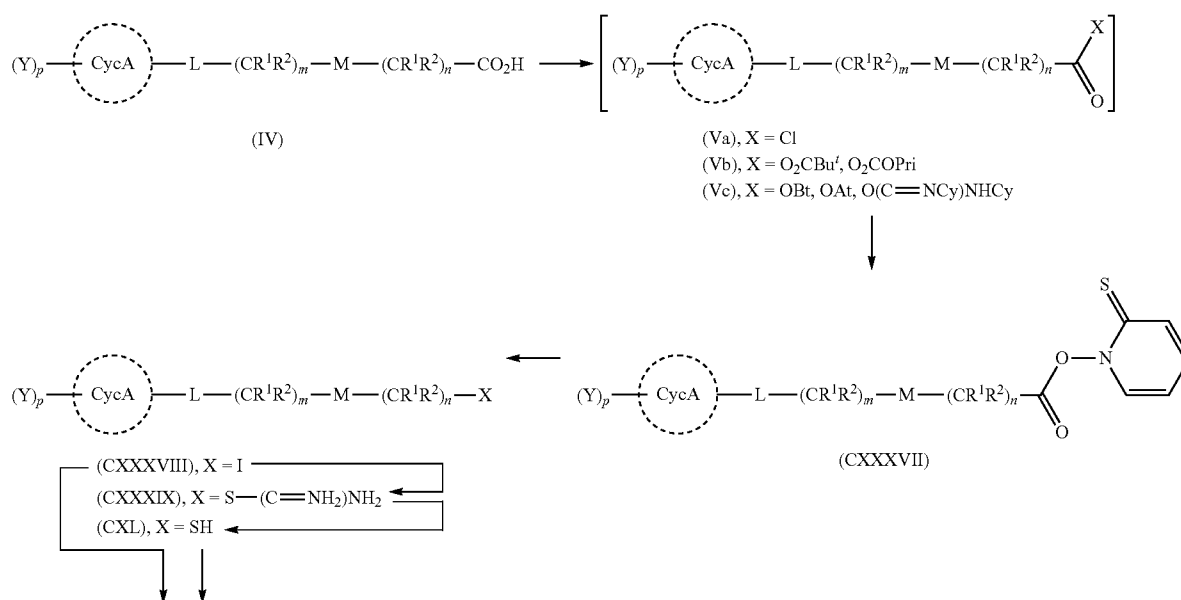 (Y)p—CycA—L—(CR¹R²)m—M—(CR¹R²)n—CO₂H
X
(Y)p—CycA—L—(CR¹R²)m—M—(CR¹R²)n
O
(IV)
(Va), X = Cl
(Vb), X = O₂CBuᵗ, O₂COPri
(Vc), X = OBt, OAt, O(C=NCy)NHCy
S
O—N
(Y)p—CycA—L—(CR¹R²)m—M—(CR¹R²)n—X
(Y)p—CycA—L—(CR¹R²)m—M—(CR¹R²)n
O
(CXXXVII)
(CXXXVIII), X = I
(CXXXIX), X = S—(C=NH2)NH2
(CXL), X = SH